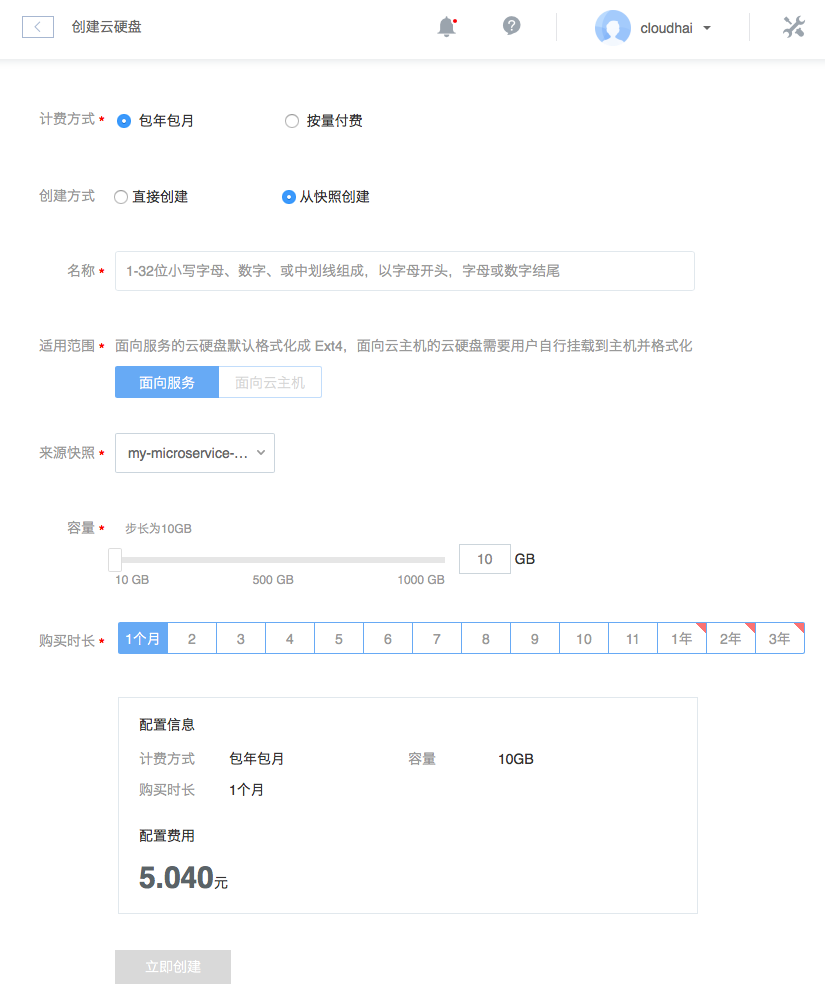 创建云硬盘
cloudhai
计费方式 * 包年包月 按量付费
创建方式 直接创建 从快照创建
名称 * 1-32位小写字母、数字、或中划线组成，以字母开头，字母或数字结尾
适用范围 * 面向服务的云硬盘默认格式化成 Ext4，面向云主机的云硬盘需要用户自行挂载到主机并格式化
面向服务 面向云主机
来源快照 * my-microservice-...
容量 * 步长为10GB
10 GB
10 GB 500 GB 1000 GB
购买时长 * 1个月 2 3 4 5 6 7 8 9 10 11 1年 2年 3年
配置信息
计费方式 包年包月 容量 10GB
购买时长 1个月
配置费用
5.040元
立即创建